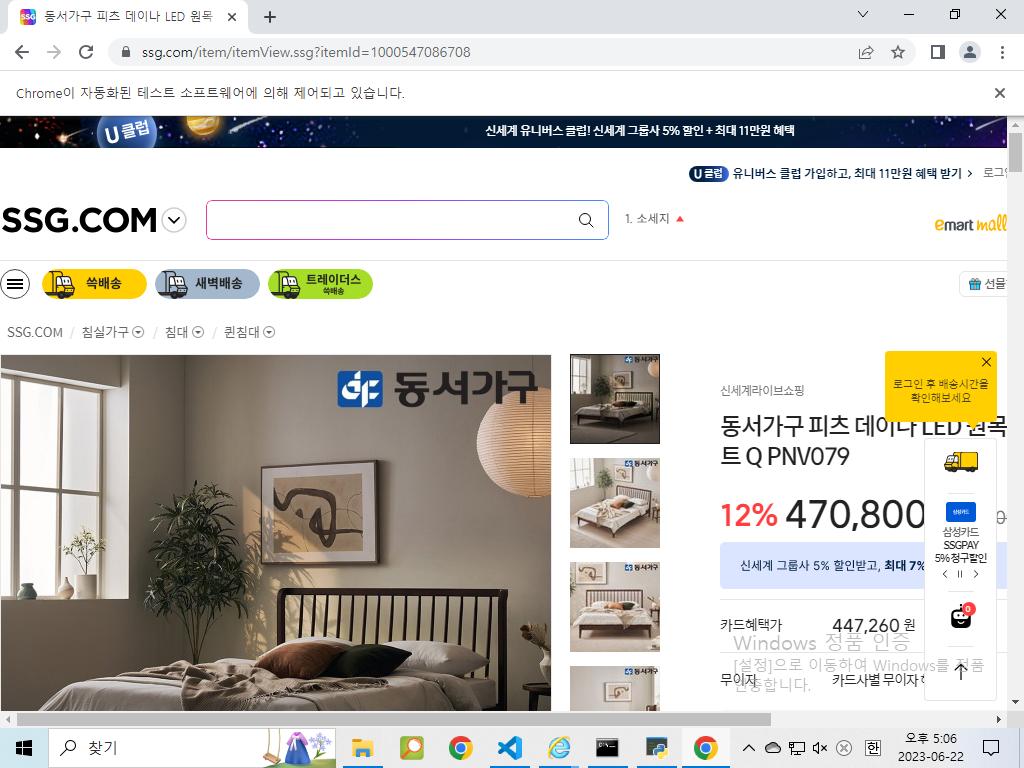 동서가구 피츠 데이나 LED 원목
ssg.com/item/itemView.ssg?itemId=1000547086708
Chrome이 자동화된 테스트 소프트웨어에 의해 제어되고 있습니다.
U 클럽
신세계 유니버스 클럽! 신세계 그룹사 5% 할인 + 최대 11만원 혜택
U 클럽 유니버스 클럽 가입하고, 최대 11만원 혜택 받기 >
SSG.COM
1. 소세지
emart mall
쓱배송
새벽배송
트레이더스
쓱배송
선물
SSG.COM / 침실가구 / 침대 / 퀸침대
동서가구
로그인 후 배송시간을
확인해보세요
신세계라이브쇼핑
동서가구 피츠 데이나 LED 원목
트 Q PNV079
12% 470,800
신세계 그룹사 5% 할인받고, 최대 7%
삼성카드
삼성카드
SSGPAY
5% 청구할인
0
카드혜택가 447,260 원
무이자 카드사별 무이자
Windows 정품 인증
[설정]으로 이동하여 Windows를 정품
인증합니다.
찾기
한
오후 5:06
2023-06-22